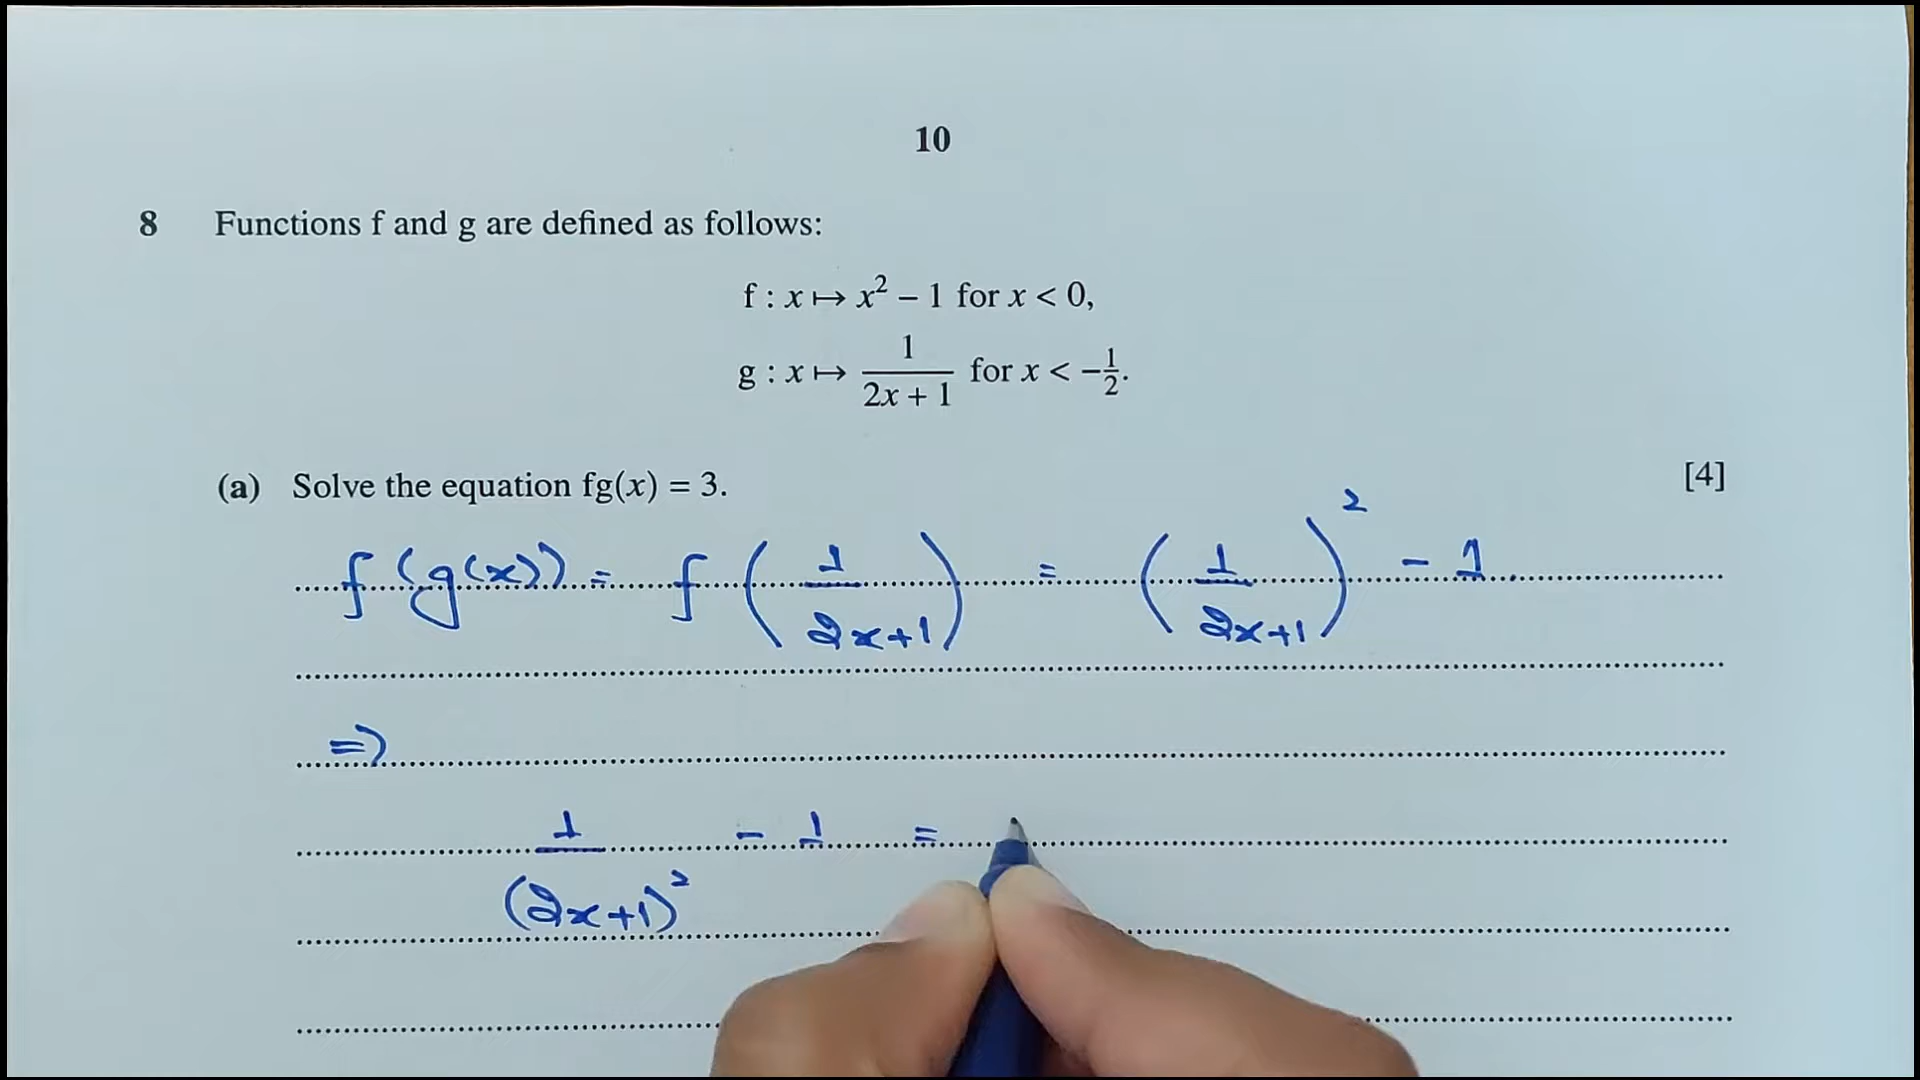 10
8 Functions f and g are defined as follows:
f : x ↦ x² – 1 for x < 0,
g : x ↦ 1/(2x + 1) for x < –1/2.
(a) Solve the equation fg(x) = 3. [4]
f(g(x)) = f(1/(2x+1)) = (1/(2x+1))² - 1
=>
1/(2x+1)² - 1 =